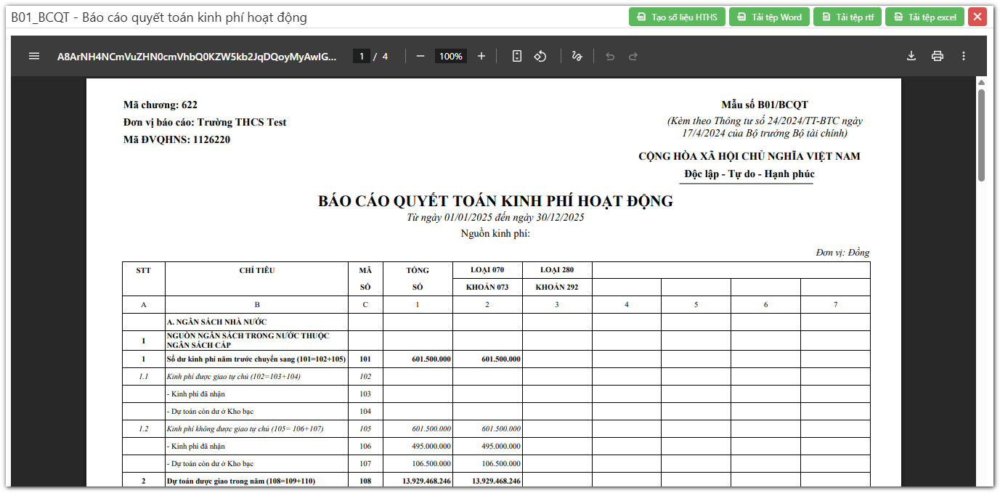 B01_BCQT - Báo cáo quyết toán kinh phí hoạt động
Tạo số liệu HTHS
Tải tệp Word
Tải tệp rtf
Tải tệp excel
A8ArNH4NCmVuZHN0cmVhbQ0KZW5kb2JqDQoyMyAwIG...
1 / 4
100%
Mã chương: 622
Đơn vị báo cáo: Trường THCS Test
Mã ĐVQHNS: 1126220
Mẫu số B01/BCQT
(Kèm theo Thông tư số 24/2024/TT-BTC ngày
17/4/2024 của Bộ trưởng Bộ tài chính)
CỘNG HÒA XÃ HỘI CHỦ NGHĨA VIỆT NAM
Độc lập - Tự do - Hạnh phúc
BÁO CÁO QUYẾT TOÁN KINH PHÍ HOẠT ĐỘNG
Từ ngày 01/01/2025 đến ngày 30/12/2025
Nguồn kinh phí:
Đơn vị: Đồng
STT CHỈ TIÊU MÃ SỐ TỔNG SỐ LOẠI 070 LOẠI 280
KHOẢN 073 KHOẢN 292
A B C 1 2 3 4 5 6 7
A. NGÂN SÁCH NHÀ NƯỚC
I NGUỒN NGÂN SÁCH TRONG NƯỚC THUỘC
NGÂN SÁCH CẤP
1 Số dư kinh phí năm trước chuyển sang (101=102+105) 101 601.500.000 601.500.000
1.1 Kinh phí được giao tự chủ (102=103+104) 102
- Kinh phí đã nhận 103
- Dự toán còn dư ở Kho bạc 104
1.2 Kinh phí không được giao tự chủ (105= 106+107) 105 601.500.000 601.500.000
- Kinh phí đã nhận 106 495.000.000 495.000.000
- Dự toán còn dư ở Kho bạc 107 106.500.000 106.500.000
2 Dự toán được giao trong năm (108=109+110) 108 13.929.468.246 13.929.468.246